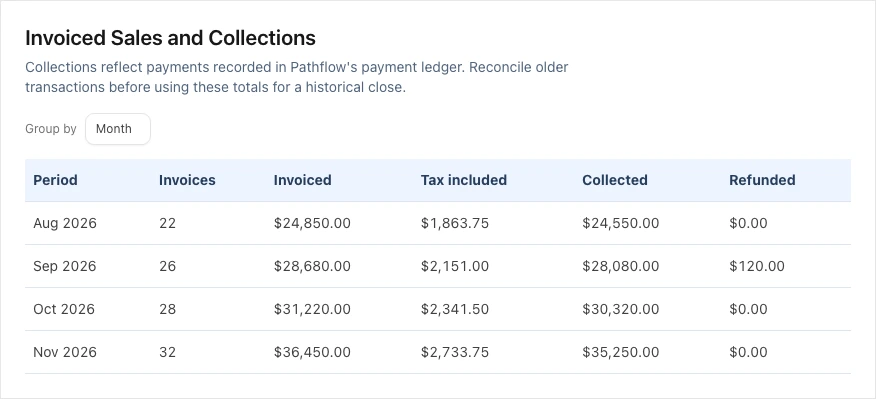 Invoiced Sales and Collections
Collections reflect payments recorded in Pathflow's payment ledger. Reconcile older
transactions before using these totals for a historical close.
Group by Month
Period Invoices Invoiced Tax included Collected Refunded
Aug 2026 22 $24,850.00 $1,863.75 $24,550.00 $0.00
Sep 2026 26 $28,680.00 $2,151.00 $28,080.00 $120.00
Oct 2026 28 $31,220.00 $2,341.50 $30,320.00 $0.00
Nov 2026 32 $36,450.00 $2,733.75 $35,250.00 $0.00